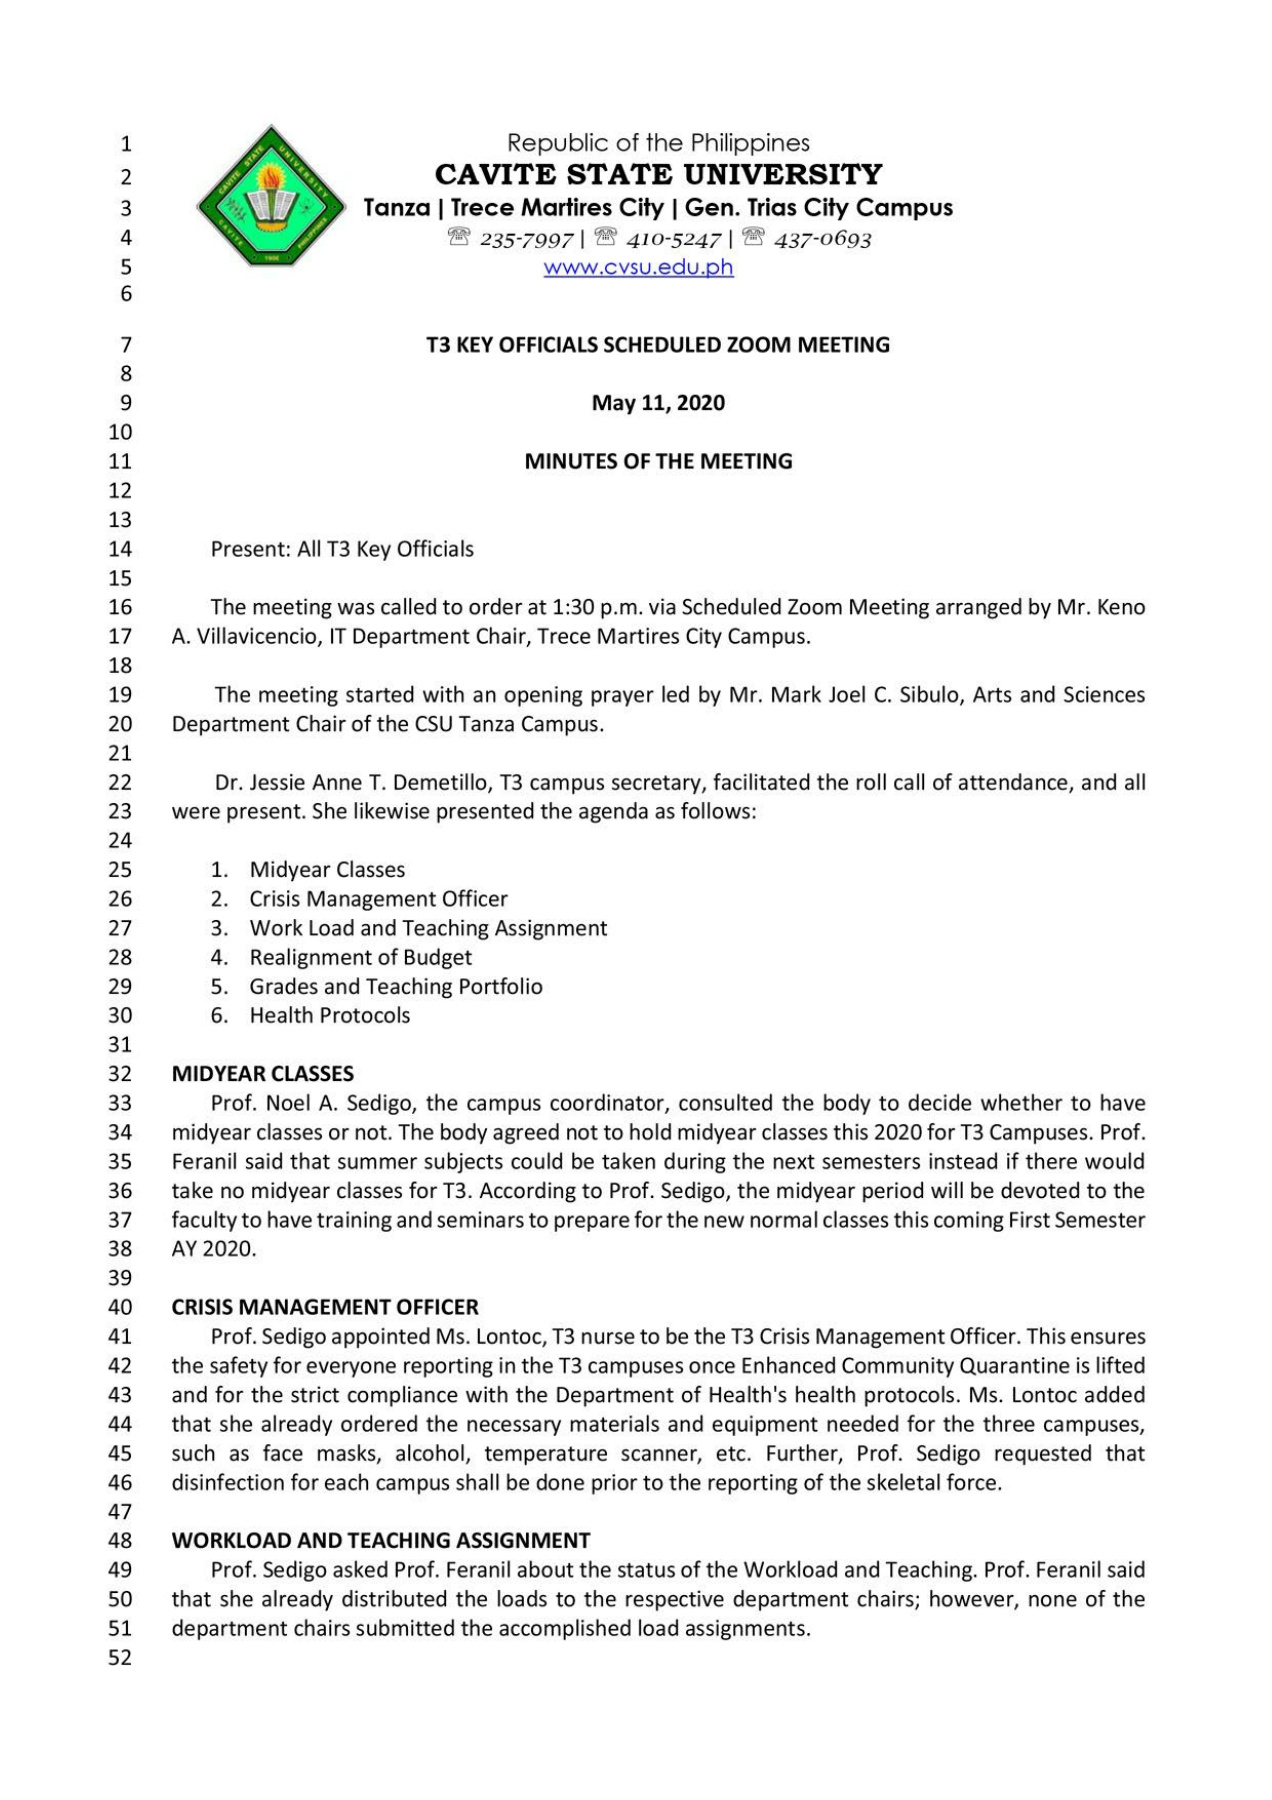 1 Republic of the Philippines
2 CAVITE STATE UNIVERSITY
3 Tanza | Trece Martires City | Gen. Trias City Campus
4 ☏ 235-7997 | ☏ 410-5247 | ☏ 437-0693
5 www.cvsu.edu.ph
6
CAVITE STATE UNIVERSITY
CAVITE PHILIPPINES
1906
7 T3 KEY OFFICIALS SCHEDULED ZOOM MEETING
8
9 May 11, 2020
10
11 MINUTES OF THE MEETING
12
13
14 Present: All T3 Key Officials
15
16 The meeting was called to order at 1:30 p.m. via Scheduled Zoom Meeting arranged by Mr. Keno
17 A. Villavicencio, IT Department Chair, Trece Martires City Campus.
18
19 The meeting started with an opening prayer led by Mr. Mark Joel C. Sibulo, Arts and Sciences
20 Department Chair of the CSU Tanza Campus.
21
22 Dr. Jessie Anne T. Demetillo, T3 campus secretary, facilitated the roll call of attendance, and all
23 were present. She likewise presented the agenda as follows:
24
25 1. Midyear Classes
26 2. Crisis Management Officer
27 3. Work Load and Teaching Assignment
28 4. Realignment of Budget
29 5. Grades and Teaching Portfolio
30 6. Health Protocols
31
32 MIDYEAR CLASSES
33 Prof. Noel A. Sedigo, the campus coordinator, consulted the body to decide whether to have
34 midyear classes or not. The body agreed not to hold midyear classes this 2020 for T3 Campuses. Prof.
35 Feranil said that summer subjects could be taken during the next semesters instead if there would
36 take no midyear classes for T3. According to Prof. Sedigo, the midyear period will be devoted to the
37 faculty to have training and seminars to prepare for the new normal classes this coming First Semester
38 AY 2020.
39
40 CRISIS MANAGEMENT OFFICER
41 Prof. Sedigo appointed Ms. Lontoc, T3 nurse to be the T3 Crisis Management Officer. This ensures
42 the safety for everyone reporting in the T3 campuses once Enhanced Community Quarantine is lifted
43 and for the strict compliance with the Department of Health's health protocols. Ms. Lontoc added
44 that she already ordered the necessary materials and equipment needed for the three campuses,
45 such as face masks, alcohol, temperature scanner, etc. Further, Prof. Sedigo requested that
46 disinfection for each campus shall be done prior to the reporting of the skeletal force.
47
48 WORKLOAD AND TEACHING ASSIGNMENT
49 Prof. Sedigo asked Prof. Feranil about the status of the Workload and Teaching. Prof. Feranil said
50 that she already distributed the loads to the respective department chairs; however, none of the
51 department chairs submitted the accomplished load assignments.
52